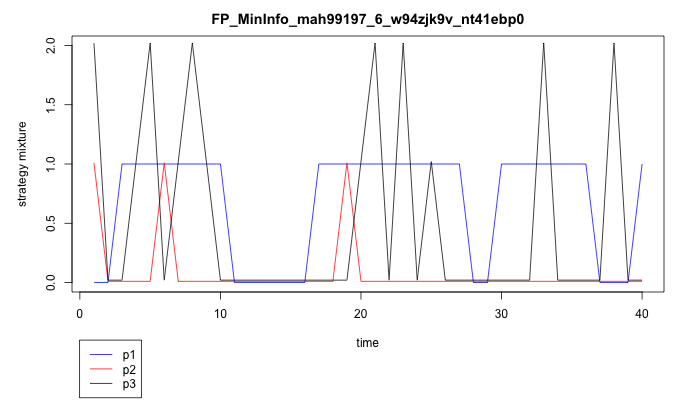 FP_MinInfo_mah99197_6_w94zjk9v_nt41ebp0
strategy mixture
2.0
1.5
1.0
0.5
0.0
0 10 20 30 40
time
p1
p2
p3